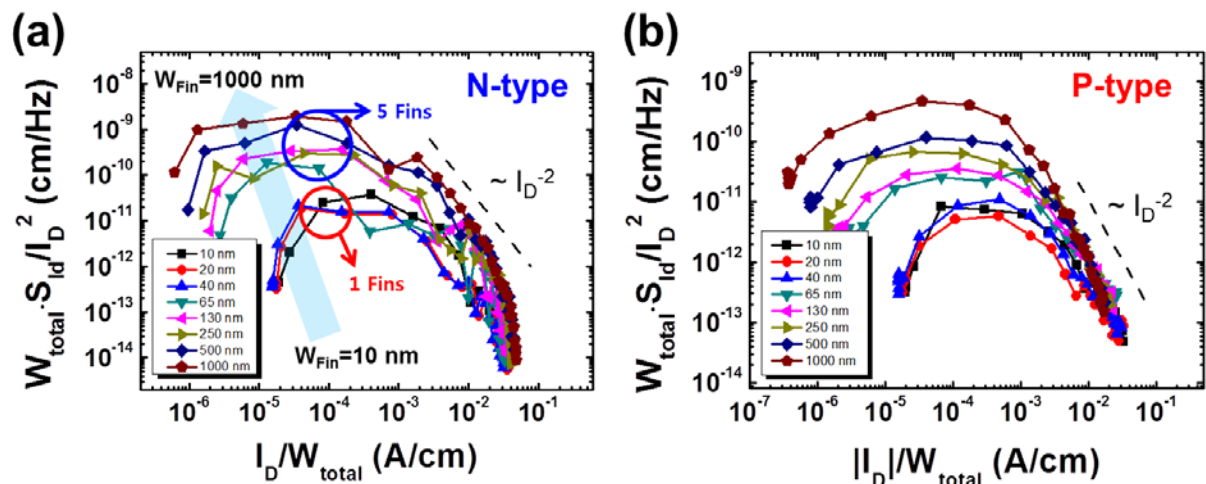 (a)
W_total·S_Id/I_D^2 (cm/Hz)
10^-8
10^-9
10^-10
10^-11
10^-12
10^-13
10^-14
W_Fin=1000 nm
N-type
5 Fins
~ I_D^-2
1 Fins
W_Fin=10 nm
10 nm
20 nm
40 nm
65 nm
130 nm
250 nm
500 nm
1000 nm
10^-6 10^-5 10^-4 10^-3 10^-2 10^-1
I_D/W_total (A/cm)
(b)
W_total·S_Id/I_D^2 (cm/Hz)
10^-9
10^-10
10^-11
10^-12
10^-13
10^-14
P-type
~ I_D^-2
10 nm
20 nm
40 nm
65 nm
130 nm
250 nm
500 nm
1000 nm
10^-7 10^-6 10^-5 10^-4 10^-3 10^-2 10^-1
|I_D|/W_total (A/cm)